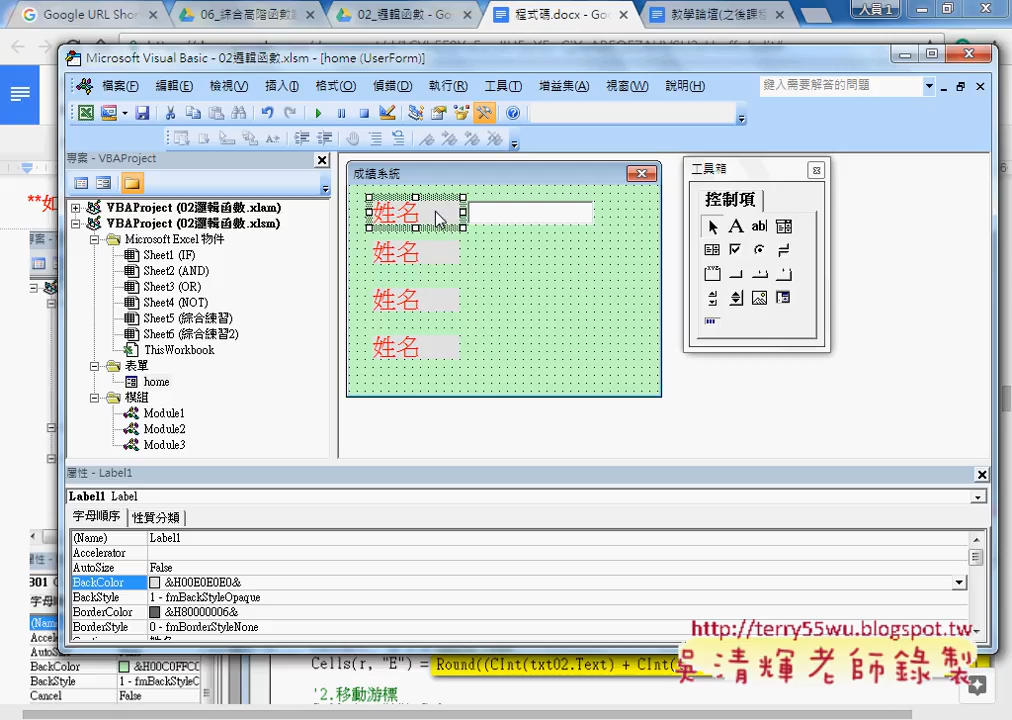 Google URL Shor
06_綜合高階函數
02_邏輯函數 - Go
程式碼.docx - Goo
教學論壇(之後課
人員1
Microsoft Visual Basic - 02邏輯函數.xlsm - [home (UserForm)]
檔案(F) 編輯(E) 檢視(V) 插入(I) 格式(O) 偵錯(D) 執行(R) 工具(T) 增益集(A) 視窗(W) 說明(H)
鍵入需要解答的問題
專案 - VBAProject
VBAProject (02邏輯函數.xlam)
VBAProject (02邏輯函數.xlsm)
Microsoft Excel 物件
Sheet1 (IF)
Sheet2 (AND)
Sheet3 (OR)
Sheet4 (NOT)
Sheet5 (綜合練習)
Sheet6 (綜合練習2)
ThisWorkbook
表單
home
模組
Module1
Module2
Module3
成績系統
姓名
姓名
姓名
姓名
工具箱
控制項
屬性 - Label1
Label1 Label
字母順序 性質分類
(Name) Label1
Accelerator
AutoSize False
BackColor &H00E0E0E0&
BackStyle 1 - fmBackStyleOpaque
BorderColor &H80000006&
BorderStyle 0 - fmBorderStyleNone
**如
BackColor &H00C0FFC0
BackStyle 1 - fmBackStyleC
Cancel False
Cells(r, "E") = Round((CInt(txt02.Text) + CInt(
'2.移動游標
http://terry55wu.blogspot.tw
吳清輝老師錄製